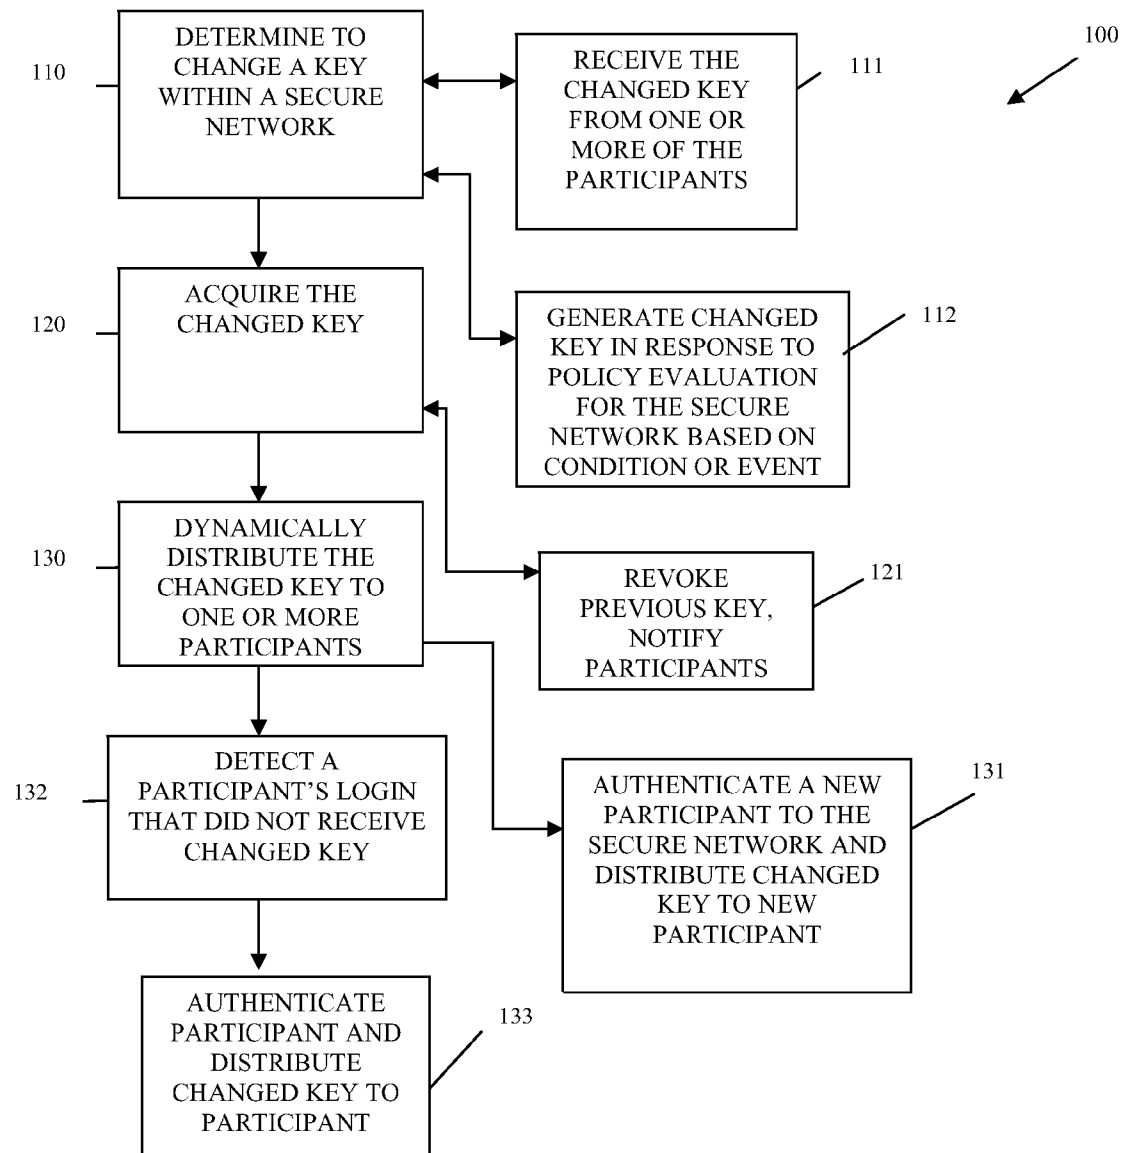 100
110
DETERMINE TO
CHANGE A KEY
WITHIN A SECURE
NETWORK
RECEIVE THE
CHANGED KEY
FROM ONE OR
MORE OF THE
PARTICIPANTS
111
120
ACQUIRE THE
CHANGED KEY
GENERATE CHANGED
KEY IN RESPONSE TO
POLICY EVALUATION
FOR THE SECURE
NETWORK BASED ON
CONDITION OR EVENT
112
130
DYNAMICALLY
DISTRIBUTE THE
CHANGED KEY TO
ONE OR MORE
PARTICIPANTS
REVOKE
PREVIOUS KEY,
NOTIFY
PARTICIPANTS
121
132
DETECT A
PARTICIPANT’S LOGIN
THAT DID NOT RECEIVE
CHANGED KEY
AUTHENTICATE A NEW
PARTICIPANT TO THE
SECURE NETWORK AND
DISTRIBUTE CHANGED
KEY TO NEW
PARTICIPANT
131
AUTHENTICATE
PARTICIPANT AND
DISTRIBUTE
CHANGED KEY TO
PARTICIPANT
133